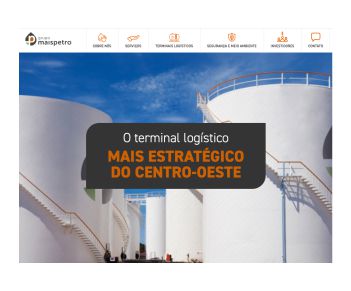 grupo
maispetro
SOBRE NÓS
SERVIÇOS
TERMINAIS LOGÍSTICOS
SEGURANÇA E MEIO AMBIENTE
INVESTIDORES
CONTATO
O terminal logístico
MAIS ESTRATÉGICO
DO CENTRO-OESTE